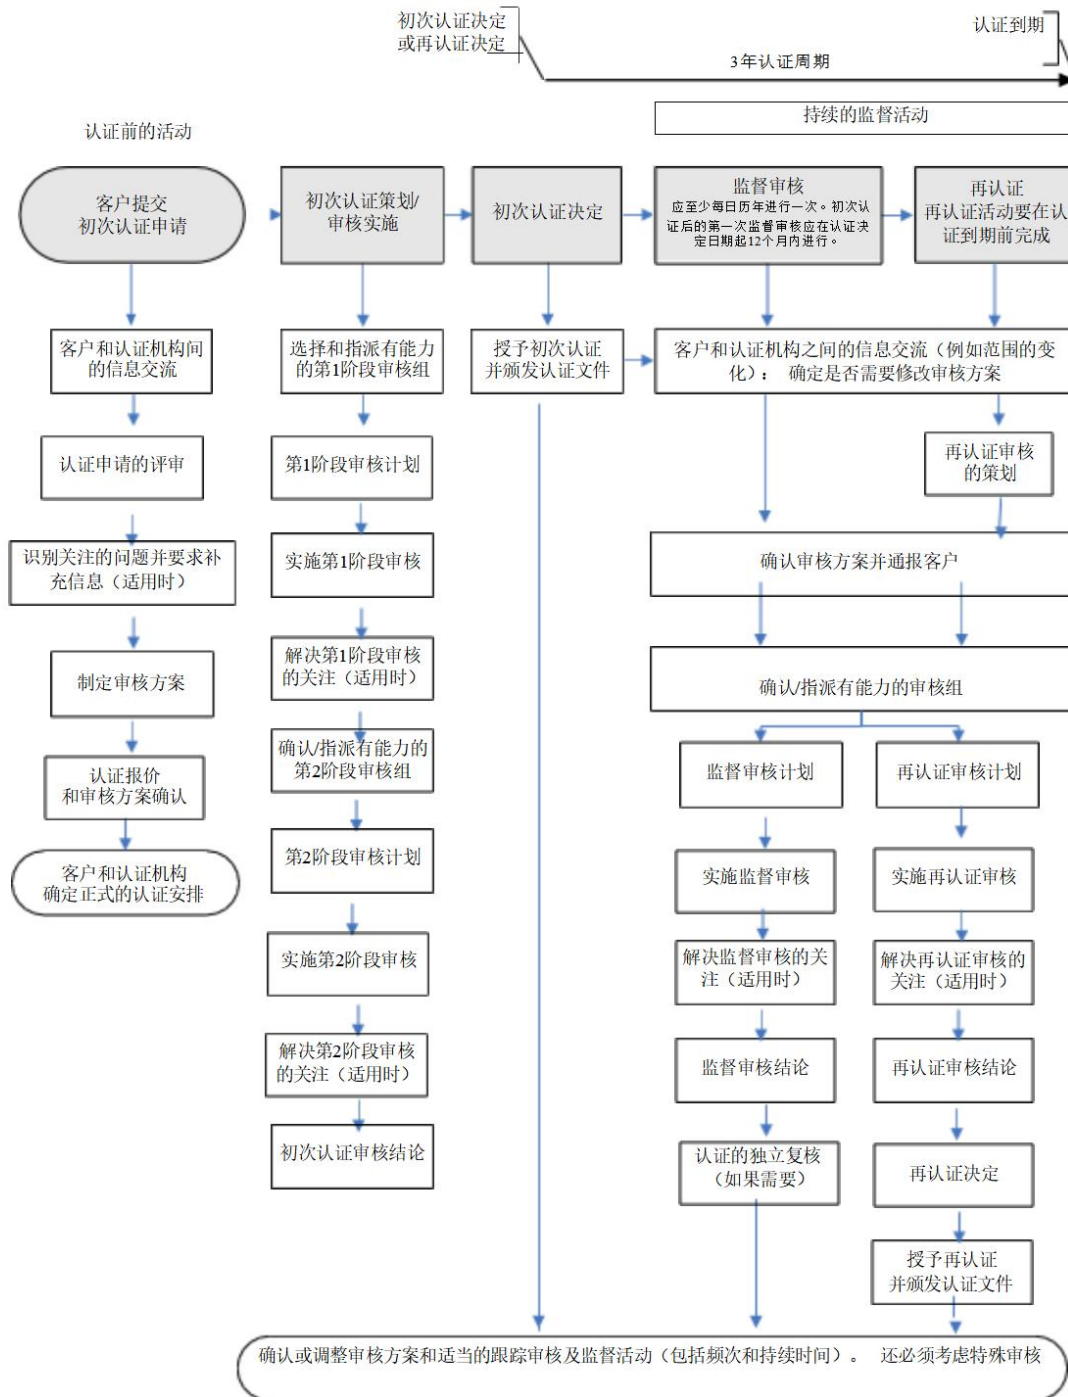 初次认证决定
或再认证决定
认证到期
3年认证周期
持续的监督活动
认证前的活动
客户提交
初次认证申请
初次认证策划/
审核实施
初次认证决定
监督审核
应至少每日历年进行一次。初次认
证后的第一次监督审核应在认证决
定日期起12个月内进行。
再认证
再认证活动要在认
证到期前完成
客户和认证机构间
的信息交流
选择和指派有能力
的第1阶段审核组
授予初次认证
并颁发认证文件
客户和认证机构之间的信息交流（例如范围的变
化）： 确定是否需要修改审核方案
认证申请的评审
第1阶段审核计划
再认证审核
的策划
识别关注的问题并要求补
充信息（适用时）
实施第1阶段审核
确认审核方案并通报客户
制定审核方案
解决第1阶段审核
的关注（适用时）
确认/指派有能力的审核组
认证报价
和审核方案确认
确认/指派有能力的
第2阶段审核组
监督审核计划
再认证审核计划
客户和认证机构
确定正式的认证安排
第2阶段审核计划
实施监督审核
实施再认证审核
实施第2阶段审核
解决监督审核的关
注（适用时）
解决再认证审核的
关注（适用时）
解决第2阶段审核
的关注（适用时）
监督审核结论
再认证审核结论
初次认证审核结论
认证的独立复核
（如果需要）
再认证决定
授予再认证
并颁发认证文件
确认或调整审核方案和适当的跟踪审核及监督活动（包括频次和持续时间）。 还必须考虑特殊审核